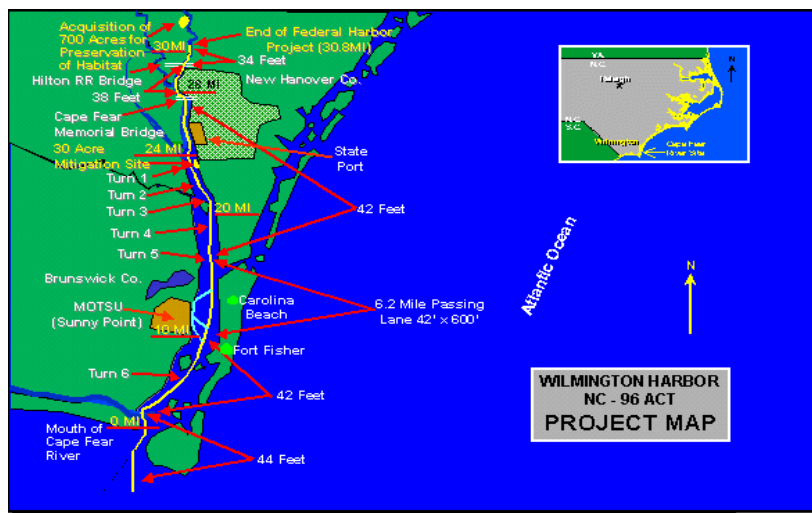 Acquisition of
700 Acres for
Preservation
of Habitat
30MI
End of Federal Harbor
Project (30.8MI)
34 Feet
Hilton RR Bridge
New Hanover Co.
38 Feet
Cape Fear
Memorial Bridge
30 Acre
Mitigation Site
24 MI
State
Port
Turn 1
Turn 2
Turn 3
20 MI
42 Feet
Turn 4
Turn 5
Brunswick Co.
MOTSU
(Sunny Point)
Carolina
Beach
6.2 Mile Passing
Lane 42' x 600'
10 MI
Fort Fisher
Turn 6
42 Feet
0 MI
Mouth of
Cape Fear
River
44 Feet
Atlantic Ocean
N
WILMINGTON HARBOR
NC - 96 ACT
PROJECT MAP
VA.
N.C.
N
Raleigh
N.C.
S.C.
Wilmington
Cape Fear
River Site